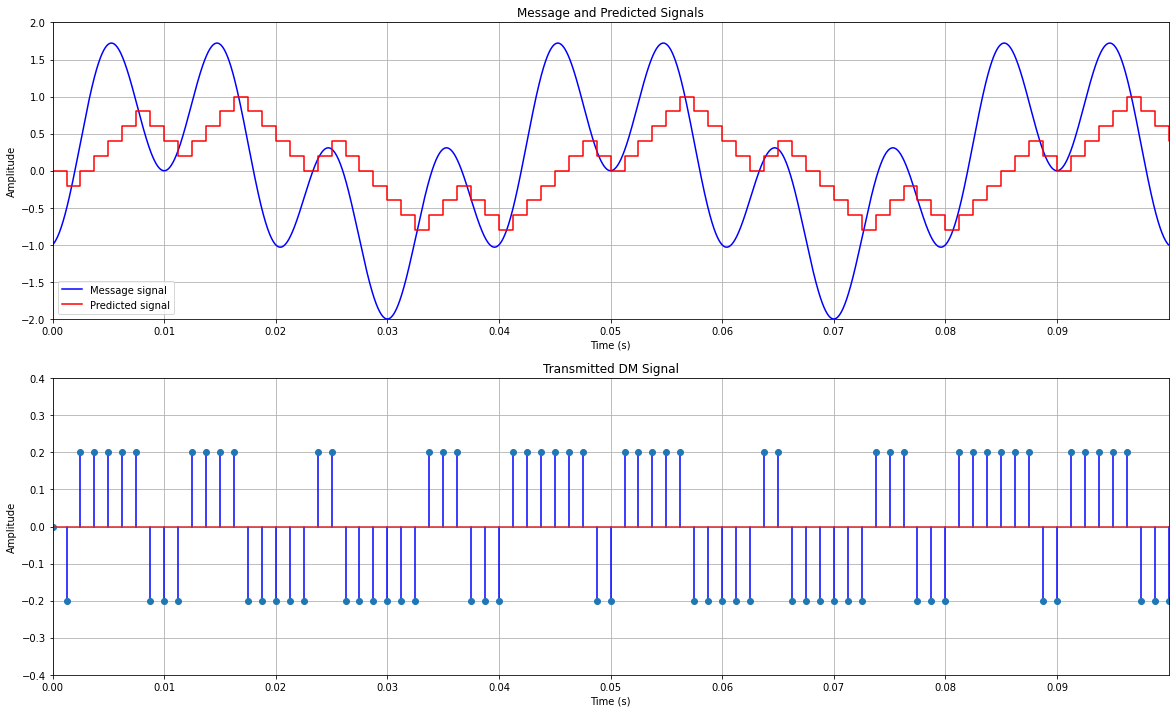 Message and Predicted Signals
2.0
1.5
1.0
0.5
0.0
−0.5
−1.0
−1.5
−2.0
Amplitude
Message signal
Predicted signal
0.00 0.01 0.02 0.03 0.04 0.05 0.06 0.07 0.08 0.09
Time (s)
Transmitted DM Signal
0.4
0.3
0.2
0.1
0.0
−0.1
−0.2
−0.3
−0.4
Amplitude
0.00 0.01 0.02 0.03 0.04 0.05 0.06 0.07 0.08 0.09
Time (s)